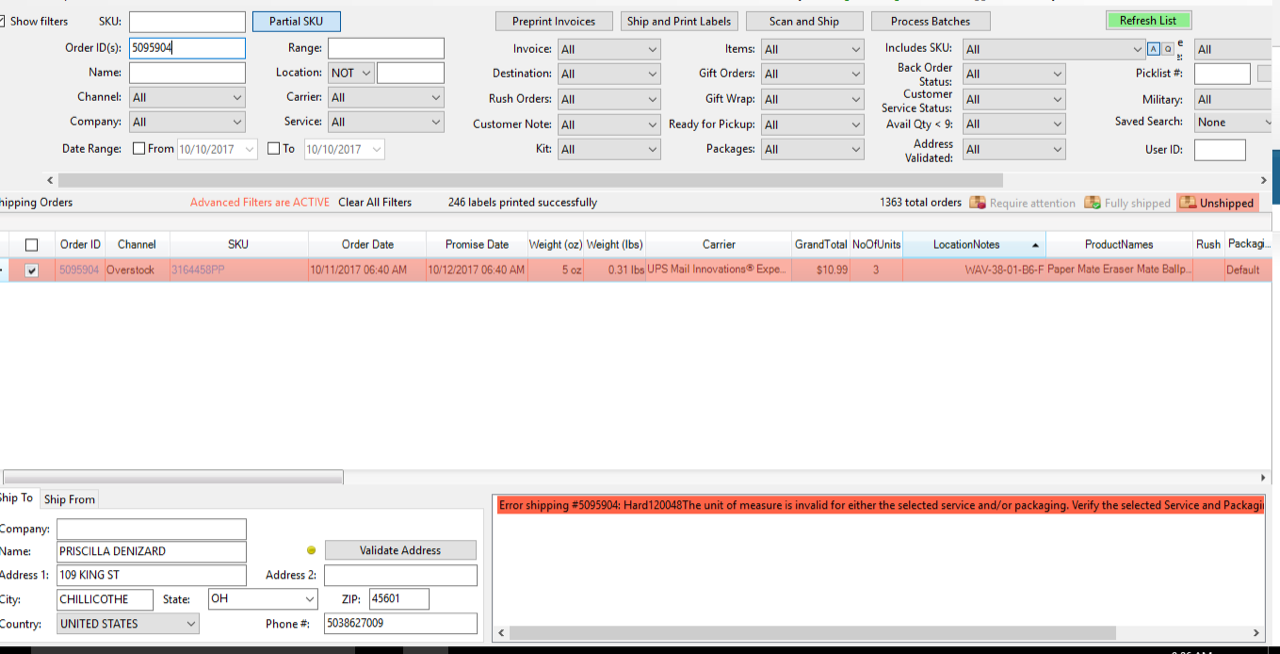 Show filters SKU: Partial SKU Preprint Invoices Ship and Print Labels Scan and Ship Process Batches Refresh List
Order ID(s): 5095904 Range: Invoice: All Items: All Includes SKU: All A Q All
Name: Location: NOT Destination: All Gift Orders: All Back Order Status: All Picklist #:
Channel: All Carrier: All Rush Orders: All Gift Wrap: All Customer Service Status: All Military: All
Company: All Service: All Customer Note: All Ready for Pickup: All Avail Qty < 9: All Saved Search: None
Date Range: From 10/10/2017 To 10/10/2017 Kit: All Packages: All Address Validated: All User ID:
hipping Orders Advanced Filters are ACTIVE Clear All Filters 246 labels printed successfully 1363 total orders Require attention Fully shipped Unshipped
Order ID Channel SKU Order Date Promise Date Weight (oz) Weight (lbs) Carrier GrandTotal NoOfUnits LocationNotes ProductNames Rush Packagi...
5095904 Overstock 3164458PP 10/11/2017 06:40 AM 10/12/2017 06:40 AM 5 oz 0.31 lbs UPS Mail Innovations® Expe... $10.99 3 WAV-38-01-B6-F Paper Mate Eraser Mate Ballp... Default
Ship To Ship From
Error shipping #5095904: Hard120048The unit of measure is invalid for either the selected service and/or packaging. Verify the selected Service and Packagi
Company:
Name: PRISCILLA DENIZARD Validate Address
Address 1: 109 KING ST Address 2:
City: CHILLICOTHE State: OH ZIP: 45601
Country: UNITED STATES Phone #: 5038627009